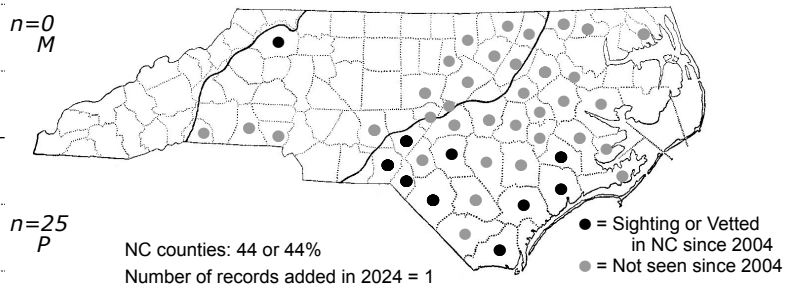 n=0
M
n=25
P
NC counties: 44 or 44%
Number of records added in 2024 = 1
= Sighting or Vetted
in NC since 2004
= Not seen since 2004